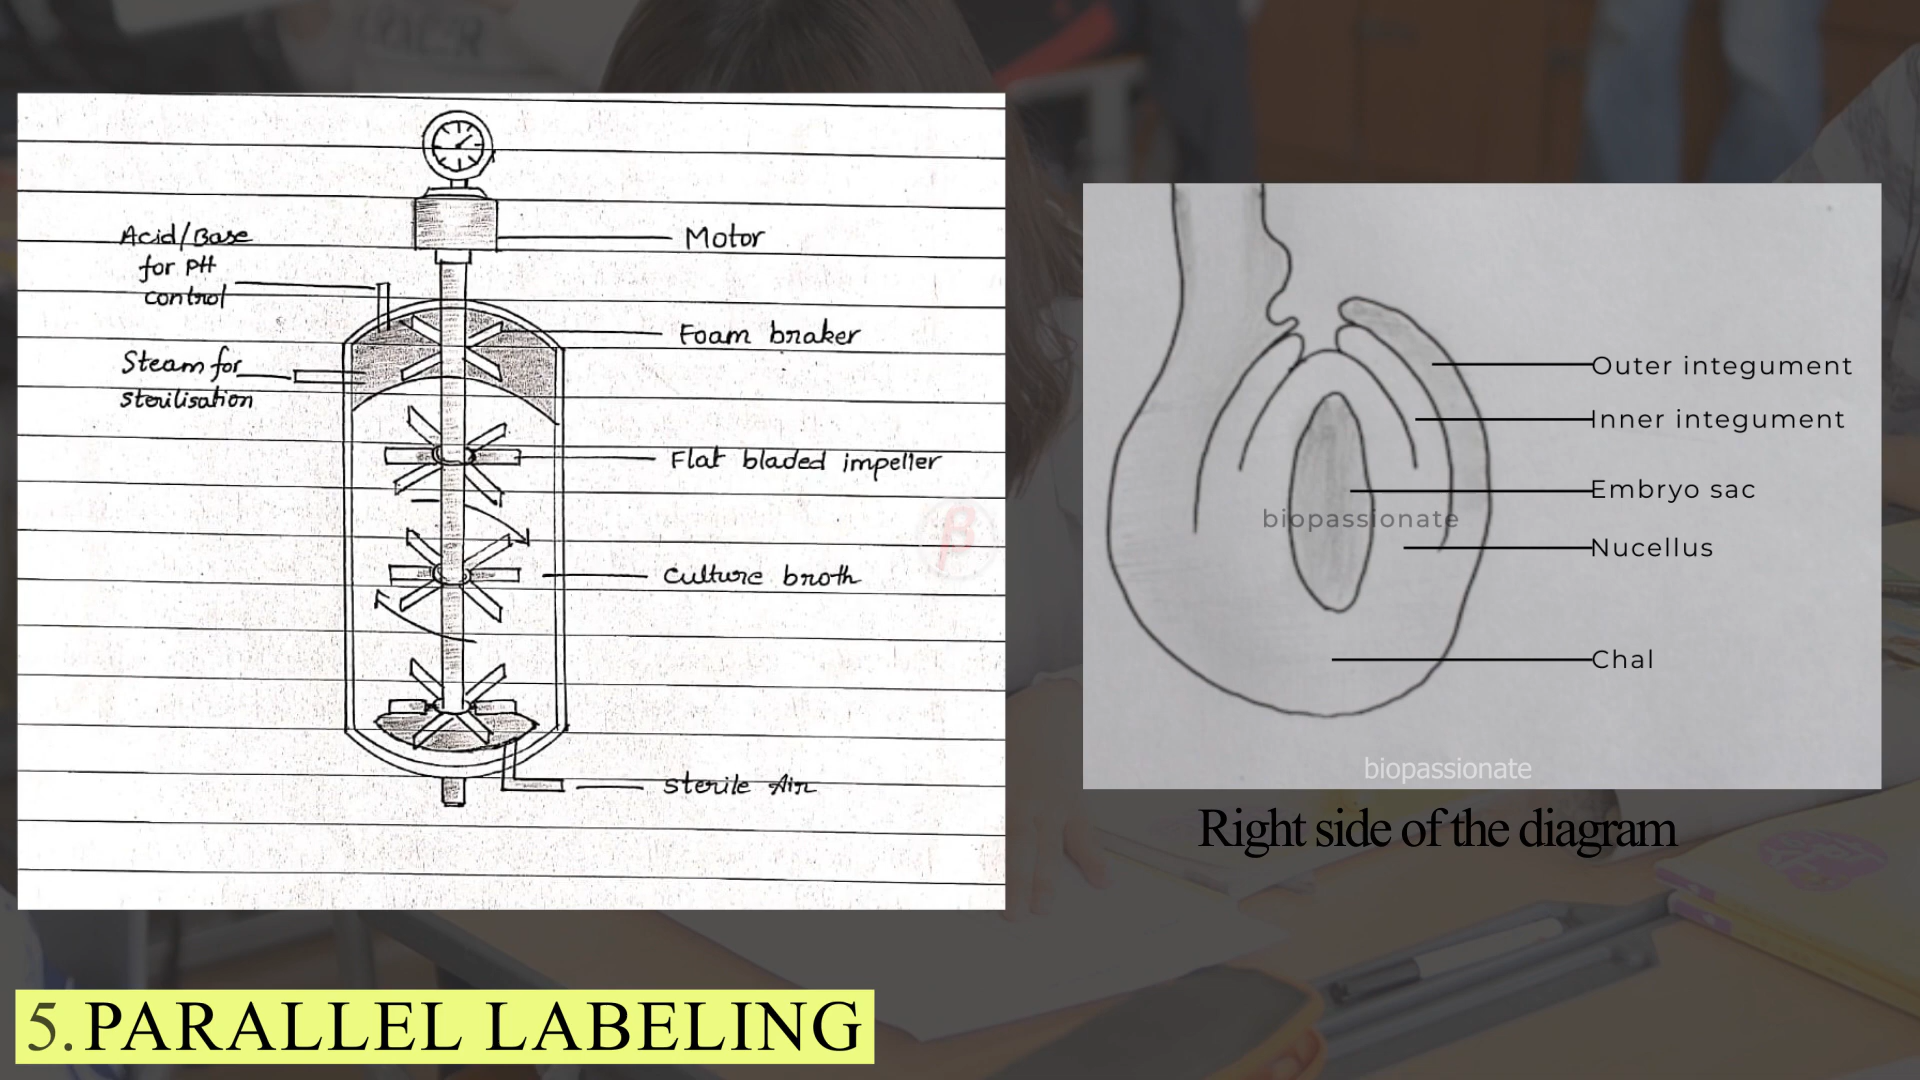 Acid/Base
for PH
control
Steam for
sterilisation
Motor
Foam braker
Flat bladed impeller
culture broth
sterile Air
β
Outer integument
Inner integument
Embryo sac
biopassionate
Nucellus
Chal
biopassionate
Right side of the diagram
5. PARALLEL LABELING